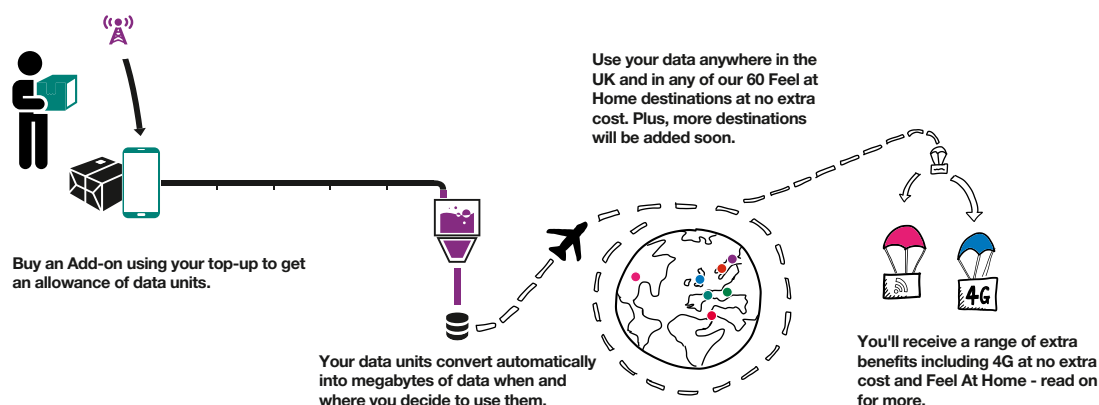 Use your data anywhere in the
UK and in any of our 60 Feel at
Home destinations at no extra
cost. Plus, more destinations
will be added soon.
Buy an Add-on using your top-up to get
an allowance of data units.
Your data units convert automatically
into megabytes of data when and
where you decide to use them.
4G
You'll receive a range of extra
benefits including 4G at no extra
cost and Feel At Home - read on
for more.